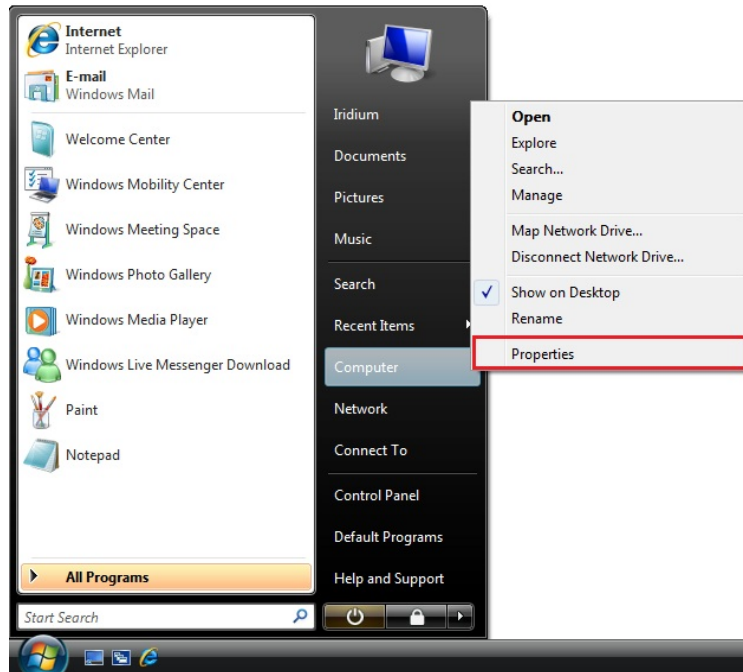 Internet
Internet Explorer
E-mail
Windows Mail
Welcome Center
Windows Mobility Center
Windows Meeting Space
Windows Photo Gallery
Windows Media Player
Windows Live Messenger Download
Paint
Notepad
All Programs
Start Search
Iridium
Documents
Pictures
Music
Search
Recent Items
Computer
Network
Connect To
Control Panel
Default Programs
Help and Support
Open
Explore
Search...
Manage
Map Network Drive...
Disconnect Network Drive...
Show on Desktop
Rename
Properties